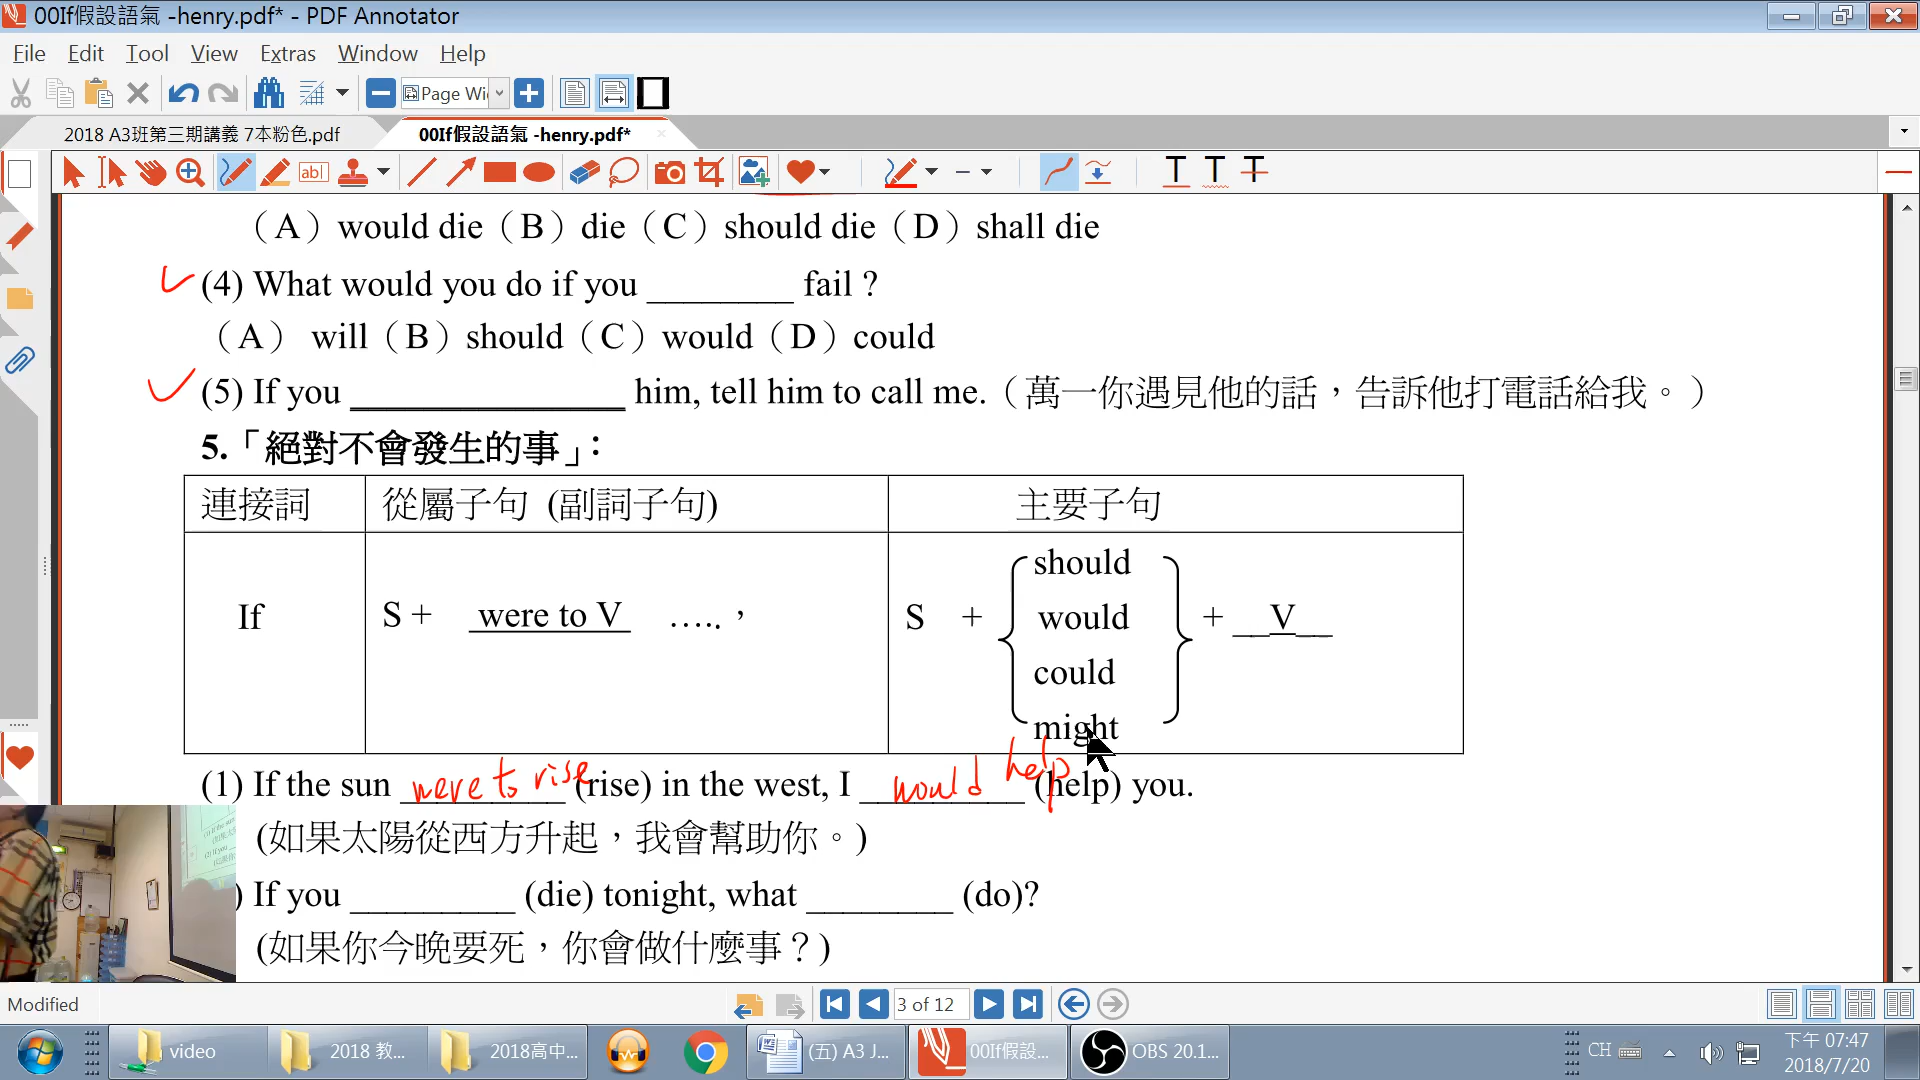 00If假設語氣 -henry.pdf* - PDF Annotator
File Edit Tool View Extras Window Help
Page Wi
2018 A3班第三期講義 7本粉色.pdf
00If假設語氣 -henry.pdf*
(A) would die (B) die (C) should die (D) shall die
(4) What would you do if you ________ fail ?
(A) will (B) should (C) would (D) could
(5) If you _______________ him, tell him to call me. (萬一你遇見他的話，告訴他打電話給我。)
5.「絕對不會發生的事」:
連接詞 從屬子句 (副詞子句) 主要子句
should
would
could
might
If S + were to V ….. ， S + + __V__
(1) If the sun were to rise (rise) in the west, I would help (help) you.
(如果太陽從西方升起，我會幫助你。)
) If you _________ (die) tonight, what ________ (do)?
(如果你今晚要死，你會做什麼事？)
Modified
3 of 12
video
2018 教...
2018高中...
(五) A3 J...
00If假設...
OBS 20.1...
CH
下午 07:47
2018/7/20